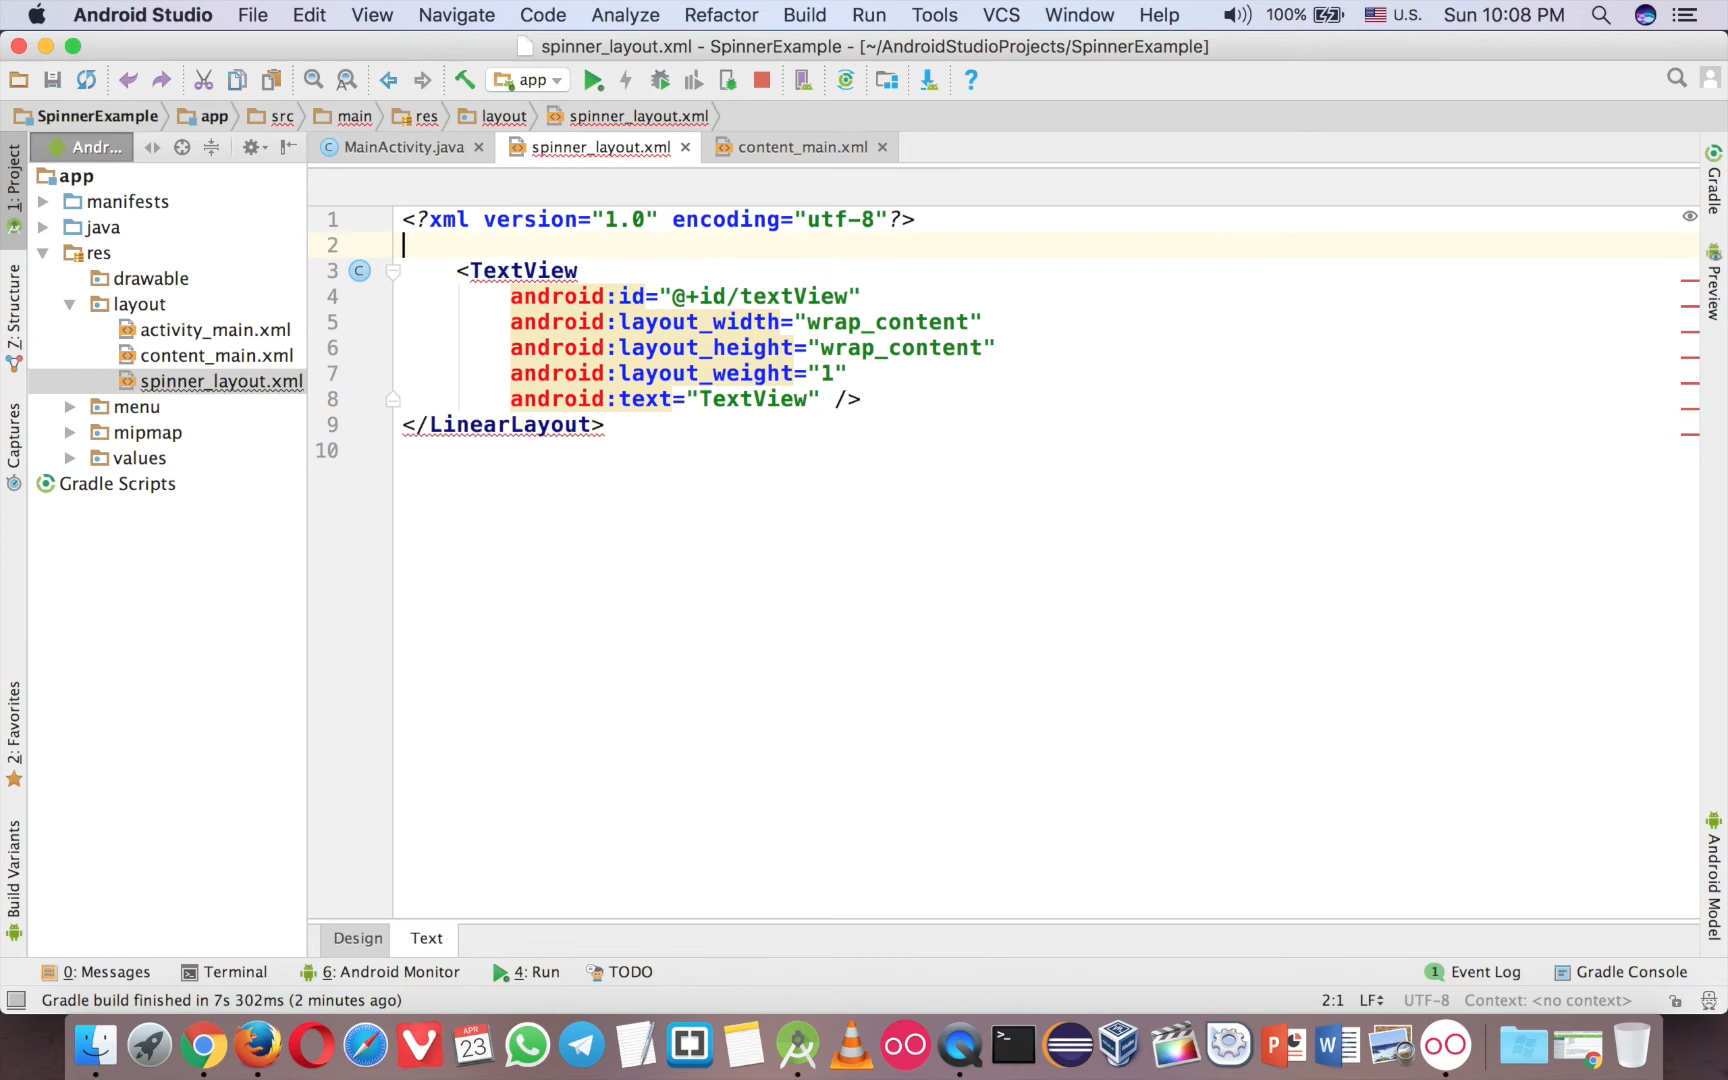 Android Studio File Edit View Navigate Code Analyze Refactor Build Run Tools VCS Window Help 100% U.S. Sun 10:08 PM
spinner_layout.xml - SpinnerExample - [~/AndroidStudioProjects/SpinnerExample]
app
SpinnerExample app src main res layout spinner_layout.xml
Andr... MainActivity.java spinner_layout.xml content_main.xml
app
manifests
java
res
drawable
layout
activity_main.xml
content_main.xml
spinner_layout.xml
menu
mipmap
values
Gradle Scripts
1 <?xml version="1.0" encoding="utf-8"?>
2
3 C <TextView
4 android:id="@+id/textView"
5 android:layout_width="wrap_content"
6 android:layout_height="wrap_content"
7 android:layout_weight="1"
8 android:text="TextView" />
9 </LinearLayout>
10
1: Project
Z: Structure
Captures
2: Favorites
Build Variants
Gradle
Preview
Android Model
Design Text
0: Messages Terminal 6: Android Monitor 4: Run TODO 1 Event Log Gradle Console
Gradle build finished in 7s 302ms (2 minutes ago) 2:1 LF UTF-8 Context: <no context>
APR
23
P W